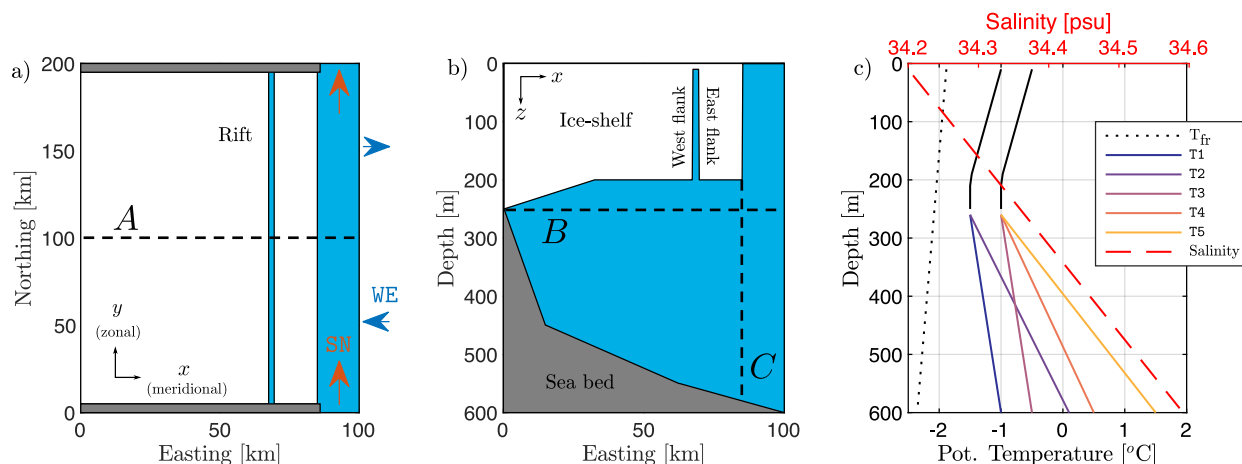 a)
200
150
100
50
0
Northing [km]
Rift
A
y
(zonal)
x
(meridional)
SN
WE
0
50
100
Easting [km]
b)
0
100
200
300
400
500
600
Depth [m]
x
z
Ice-shelf
West flank
East flank
B
C
Sea bed
0
50
100
Easting [km]
Salinity [psu]
34.2 34.3 34.4 34.5 34.6
c)
0
100
200
300
400
500
600
Depth [m]
T_fr
T1
T2
T3
T4
T5
Salinity
-2 -1 0 1 2
Pot. Temperature [°C]